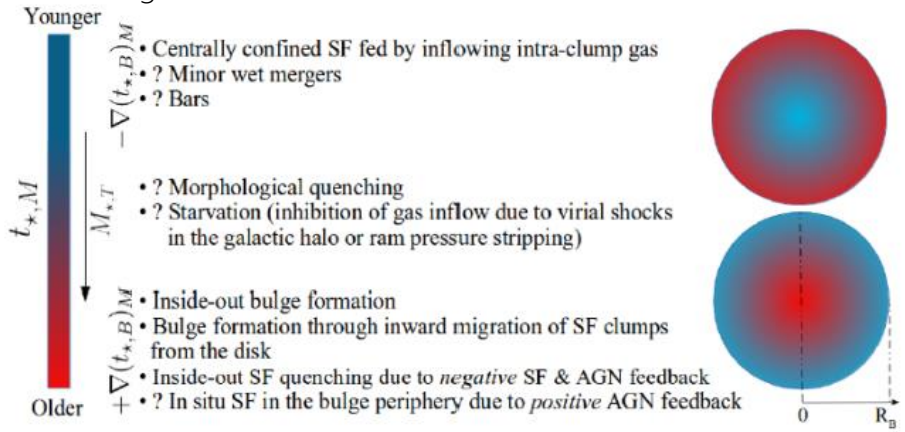 Younger
• Centrally confined SF fed by inflowing intra-clump gas
• ? Minor wet mergers
• ? Bars
−∇(t⋆,B)M
t⋆,M
M⋆,T
• ? Morphological quenching
• ? Starvation (inhibition of gas inflow due to virial shocks
in the galactic halo or ram pressure stripping)
+∇(t⋆,B)M
• Inside-out bulge formation
• Bulge formation through inward migration of SF clumps
from the disk
• Inside-out SF quenching due to negative SF & AGN feedback
• ? In situ SF in the bulge periphery due to positive AGN feedback
Older
0
RB